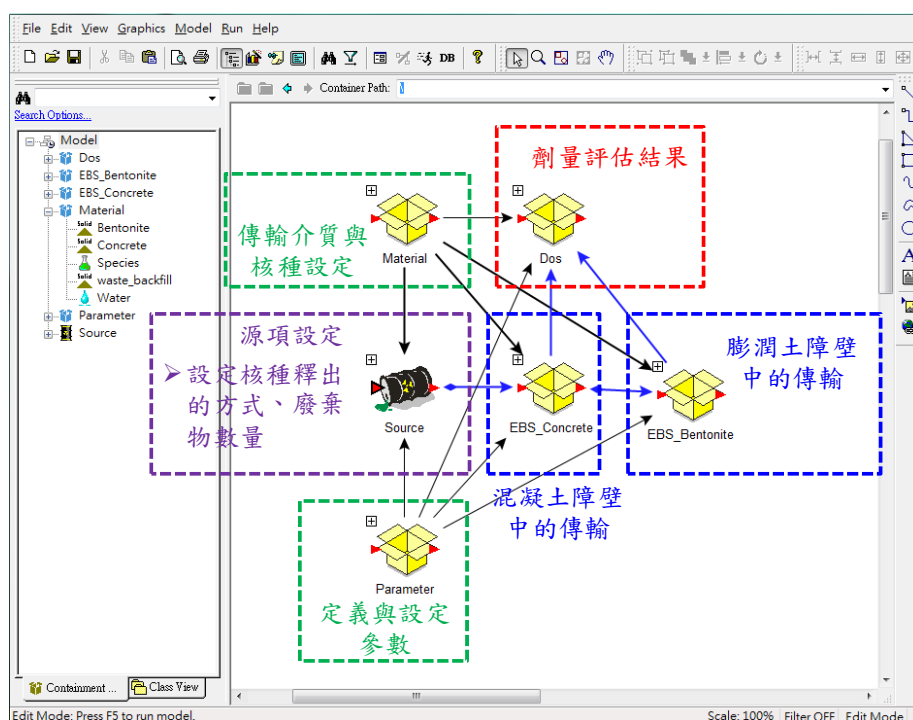 File Edit View Graphics Model Run Help
DB
Container Path: \
Search Options...
Model
Dos
EBS_Bentonite
EBS_Concrete
Material
Solid Bentonite
Solid Concrete
Species
Solid waste_backfill
Water
Parameter
Source
劑量評估結果
傳輸介質與
核種設定
Material
Dos
源項設定
➢設定核種釋出
的方式、廢棄
物數量
Source
EBS_Concrete
膨潤土障壁
中的傳輸
EBS_Bentonite
混凝土障壁
中的傳輸
Parameter
定義與設定
參數
Containment ... Class View
Edit Mode: Press F5 to run model. Scale: 100% Filter OFF Edit Mode